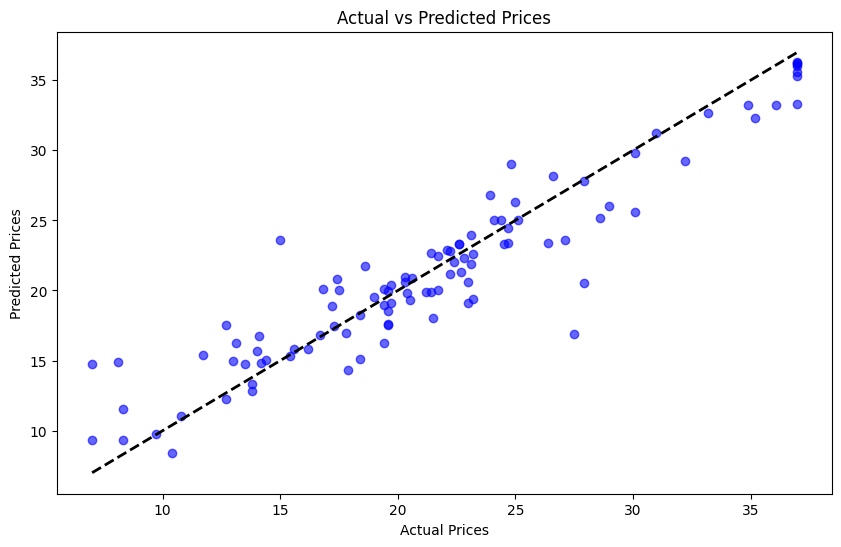 Actual vs Predicted Prices
35
30
25
20
15
10
Predicted Prices
10 15 20 25 30 35
Actual Prices